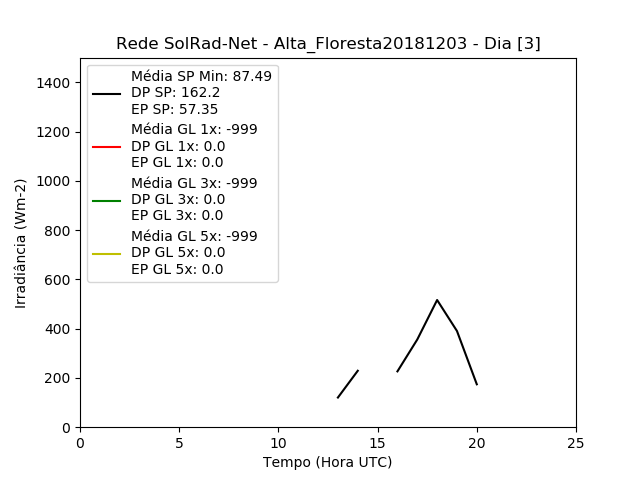 Rede SolRad-Net - Alta_Floresta20181203 - Dia [3]
Média SP Min: 87.49
DP SP: 162.2
EP SP: 57.35
Média GL 1x: -999
DP GL 1x: 0.0
EP GL 1x: 0.0
Média GL 3x: -999
DP GL 3x: 0.0
EP GL 3x: 0.0
Média GL 5x: -999
DP GL 5x: 0.0
EP GL 5x: 0.0
Irradiância (Wm-2)
1400
1200
1000
800
600
400
200
0
0 5 10 15 20 25
Tempo (Hora UTC)